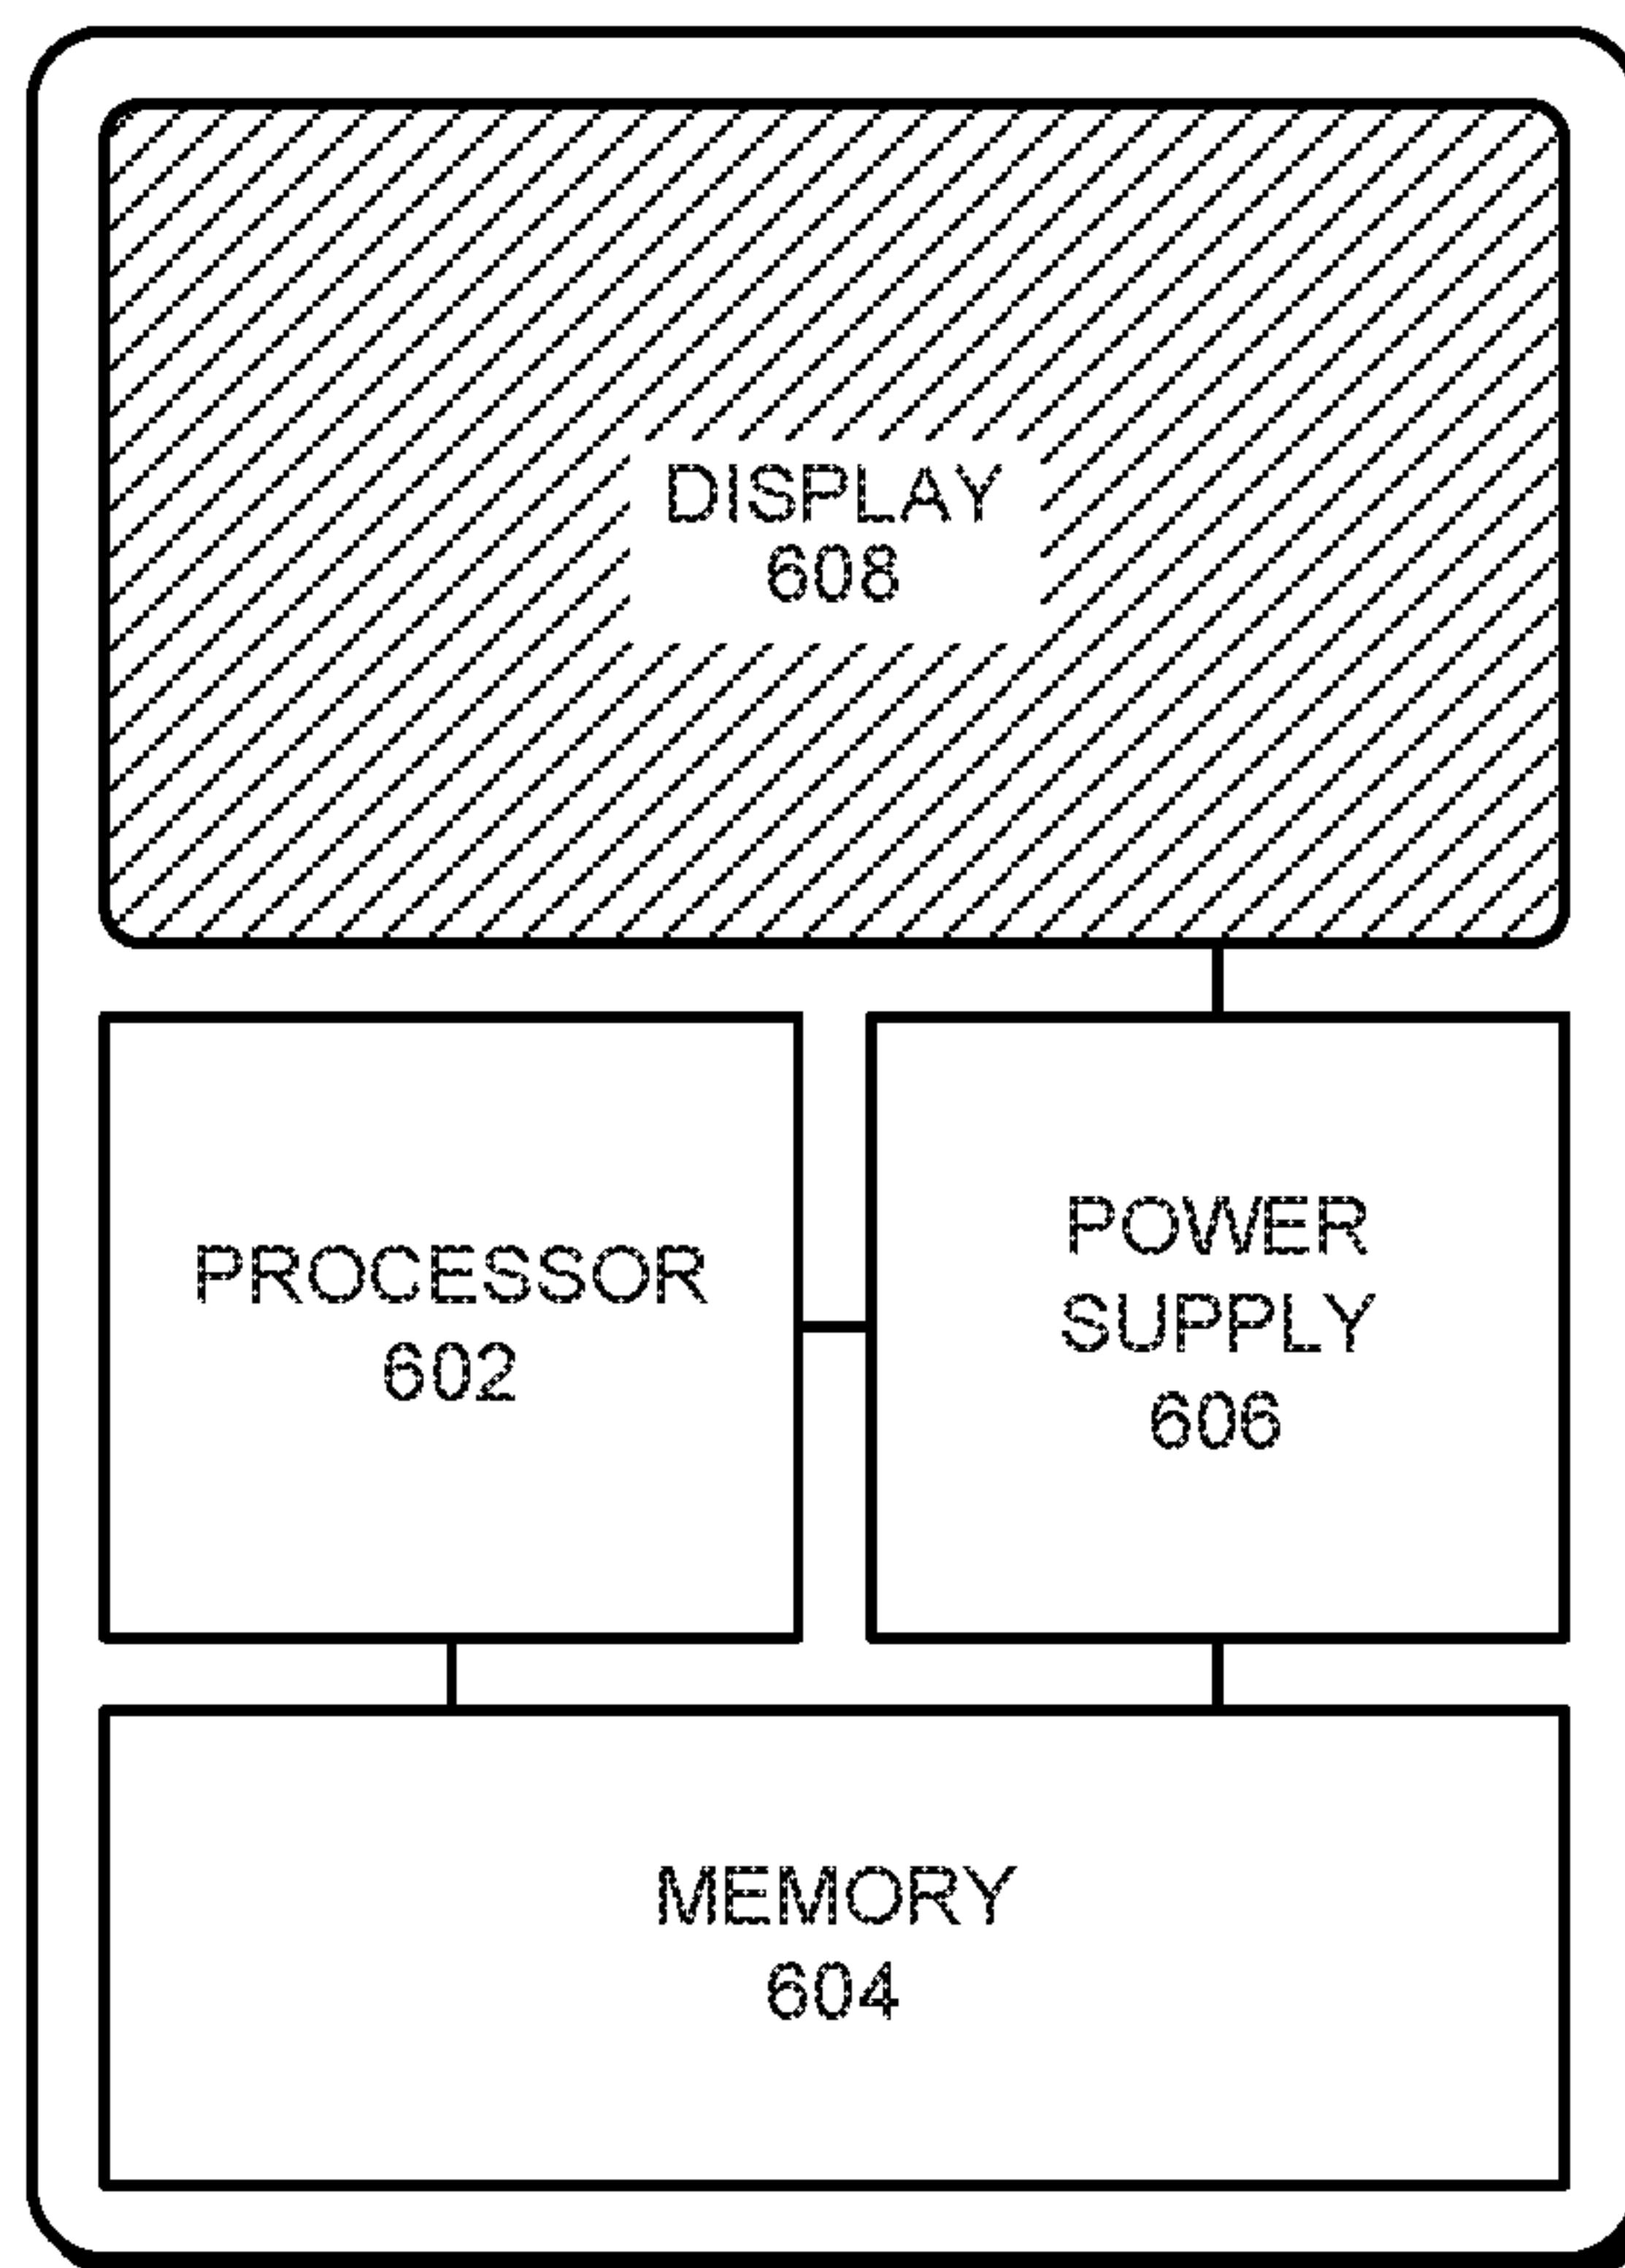 DISPLAY
608
PROCESSOR
602
POWER
SUPPLY
606
MEMORY
604